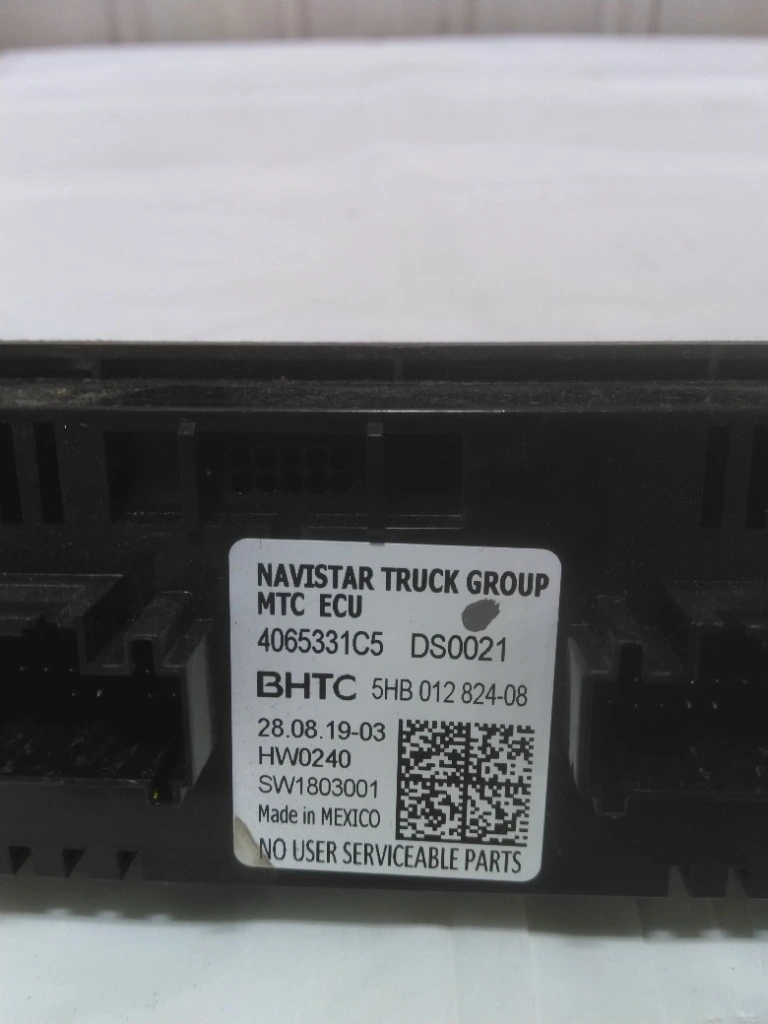 NAVISTAR TRUCK GROUP
MTC ECU
4065331C5 DS0021
BHTC 5HB 012 824-08
28.08.19-03
HW0240
SW1803001
Made in MEXICO
NO USER SERVICEABLE PARTS